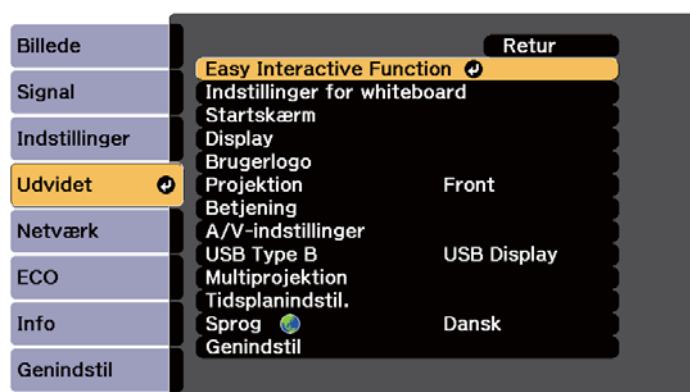 Billede
Signal
Indstillinger
Udvidet
Netværk
ECO
Info
Genindstil
Retur
Easy Interactive Function
Indstillinger for whiteboard
Startskærm
Display
Brugerlogo
Projektion Front
Betjening
A/V-indstillinger
USB Type B USB Display
Multiprojektion
Tidsplanindstil.
Sprog Dansk
Genindstil